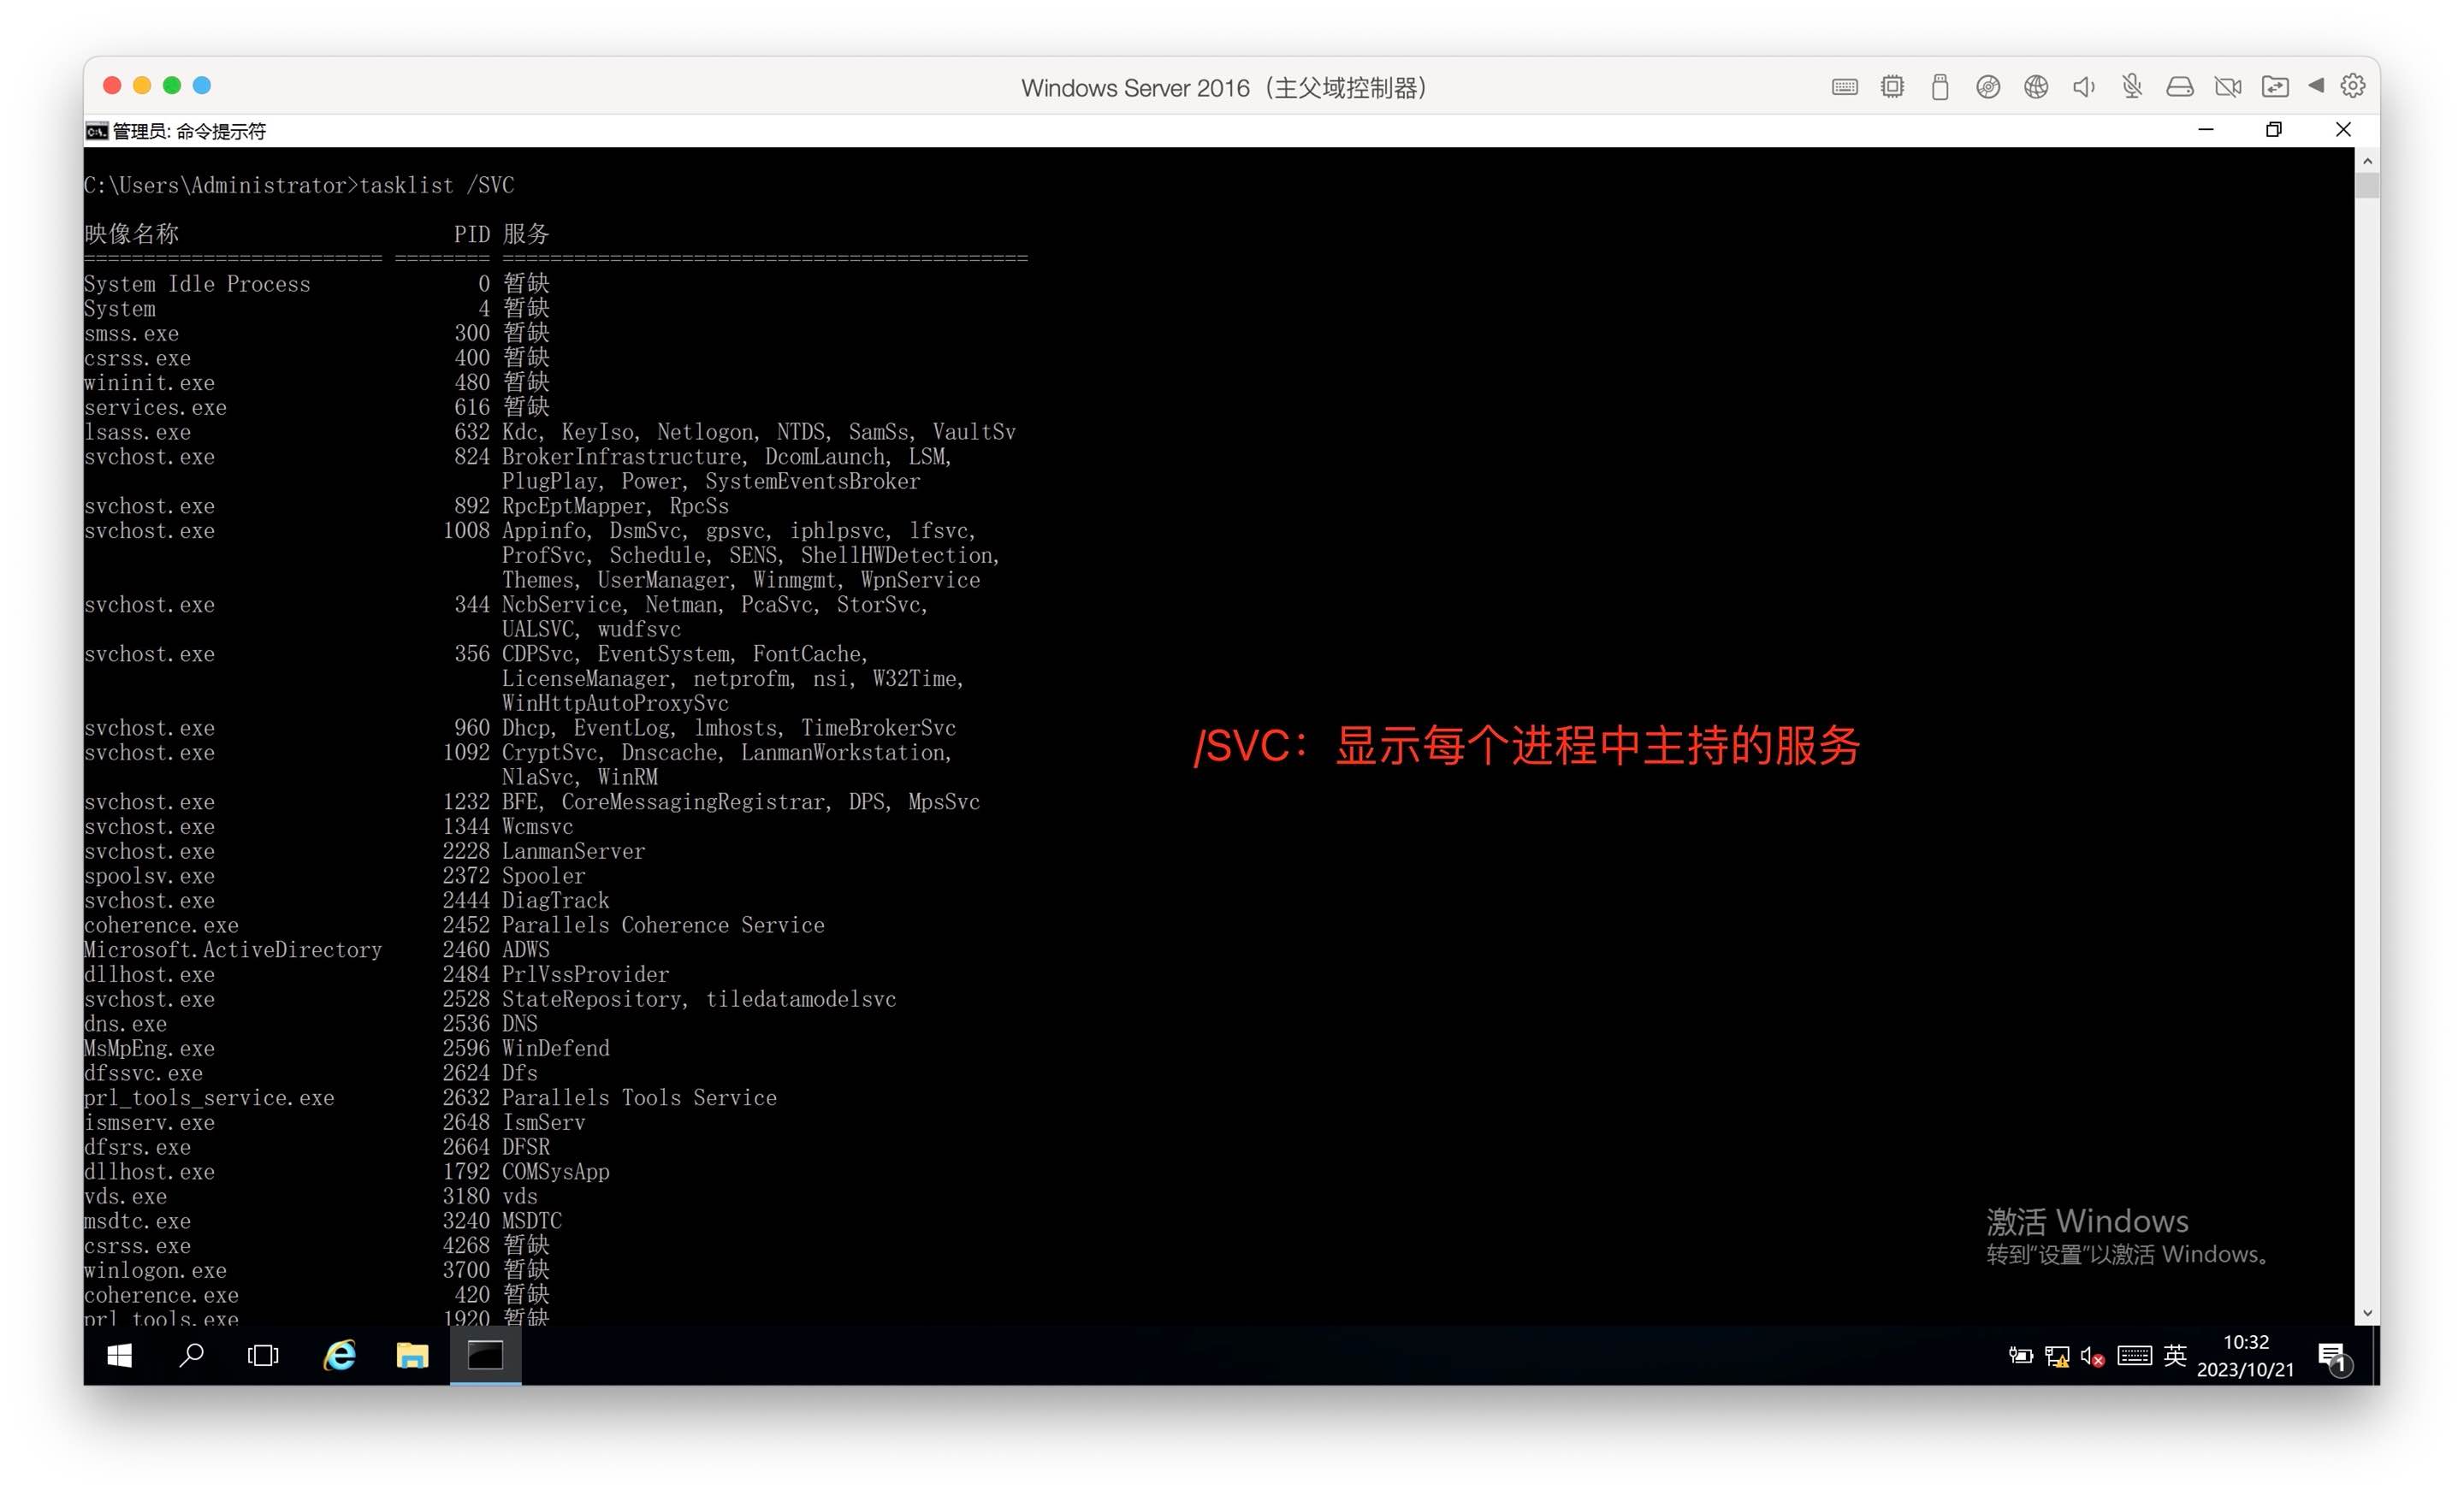 Windows Server 2016（主父域控制器）
管理员: 命令提示符
C:\Users\Administrator>tasklist /SVC
映像名称                       PID 服务
========================= ======== ============================================
System Idle Process              0 暂缺
System                           4 暂缺
smss.exe                       300 暂缺
csrss.exe                      400 暂缺
wininit.exe                    480 暂缺
services.exe                   616 暂缺
lsass.exe                      632 Kdc, KeyIso, Netlogon, NTDS, SamSs, VaultSv
svchost.exe                    824 BrokerInfrastructure, DcomLaunch, LSM,
PlugPlay, Power, SystemEventsBroker
svchost.exe                    892 RpcEptMapper, RpcSs
svchost.exe                   1008 Appinfo, DsmSvc, gpsvc, iphlpsvc, lfsvc,
ProfSvc, Schedule, SENS, ShellHWDetection,
Themes, UserManager, Winmgmt, WpnService
svchost.exe                    344 NcbService, Netman, PcaSvc, StorSvc,
UALSVC, wudfsvc
svchost.exe                    356 CDPSvc, EventSystem, FontCache,
LicenseManager, netprofm, nsi, W32Time,
WinHttpAutoProxySvc
svchost.exe                    960 Dhcp, EventLog, lmhosts, TimeBrokerSvc
svchost.exe                   1092 CryptSvc, Dnscache, LanmanWorkstation,
NlaSvc, WinRM
svchost.exe                   1232 BFE, CoreMessagingRegistrar, DPS, MpsSvc
svchost.exe                   1344 Wcmsvc
svchost.exe                   2228 LanmanServer
spoolsv.exe                   2372 Spooler
svchost.exe                   2444 DiagTrack
coherence.exe                 2452 Parallels Coherence Service
Microsoft.ActiveDirectory     2460 ADWS
dllhost.exe                   2484 PrlVssProvider
svchost.exe                   2528 StateRepository, tiledatamodelsvc
dns.exe                       2536 DNS
MsMpEng.exe                   2596 WinDefend
dfssvc.exe                    2624 Dfs
prl_tools_service.exe         2632 Parallels Tools Service
ismserv.exe                   2648 IsmServ
dfsrs.exe                     2664 DFSR
dllhost.exe                   1792 COMSysApp
vds.exe                       3180 vds
msdtc.exe                     3240 MSDTC
csrss.exe                     4268 暂缺
winlogon.exe                  3700 暂缺
coherence.exe                  420 暂缺
prl_tools.exe                 1920 暂缺
/SVC：显示每个进程中主持的服务
激活 Windows
转到“设置”以激活 Windows。
英
10:32
2023/10/21
1